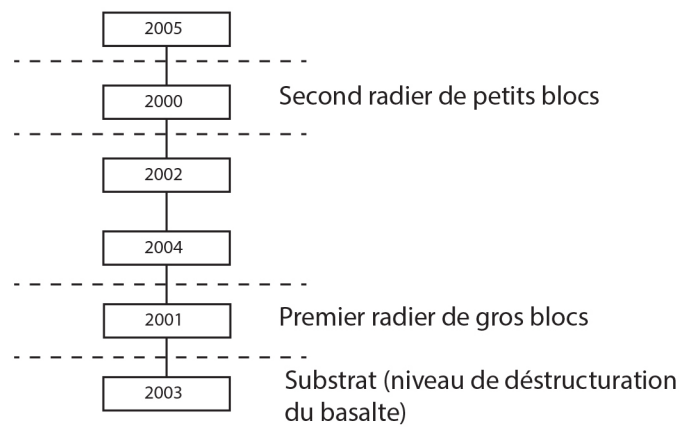 2005
2000 Second radier de petits blocs
2002
2004
2001 Premier radier de gros blocs
2003 Substrat (niveau de déstructuration
du basalte)